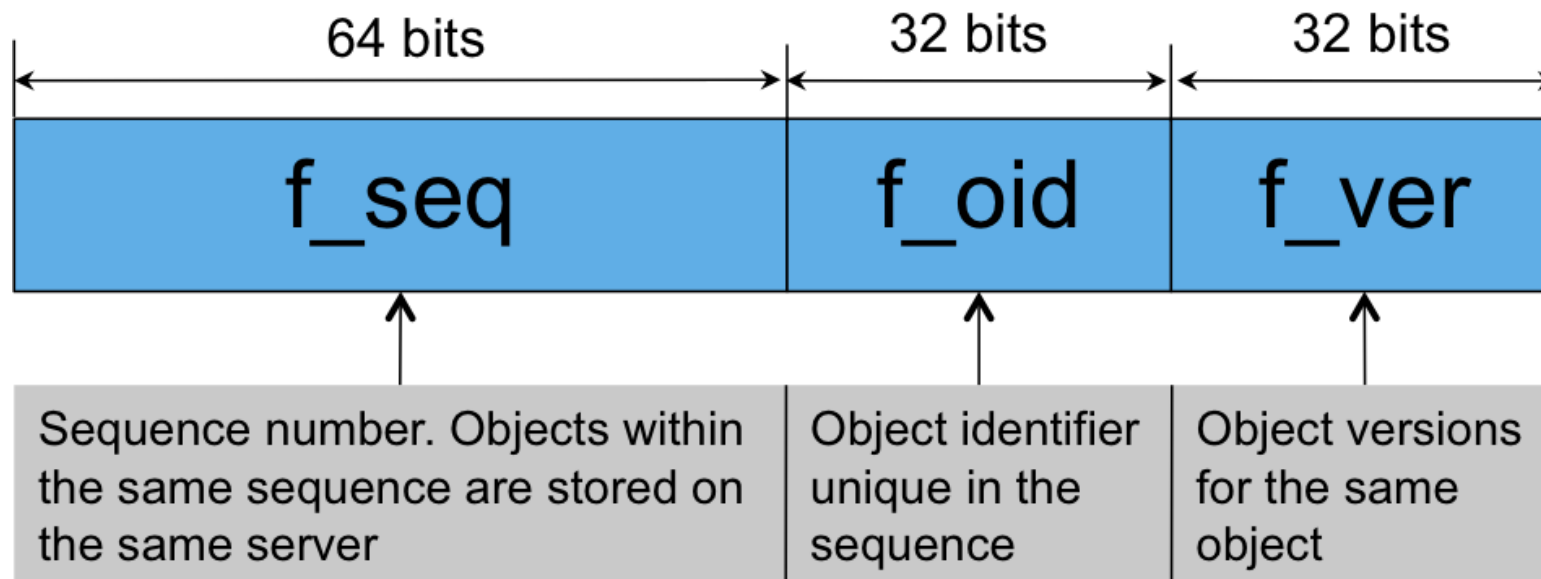 64 bits
32 bits
32 bits
f_seq
f_oid
f_ver
Sequence number. Objects within
the same sequence are stored on
the same server
Object identifier
unique in the
sequence
Object versions
for the same
object